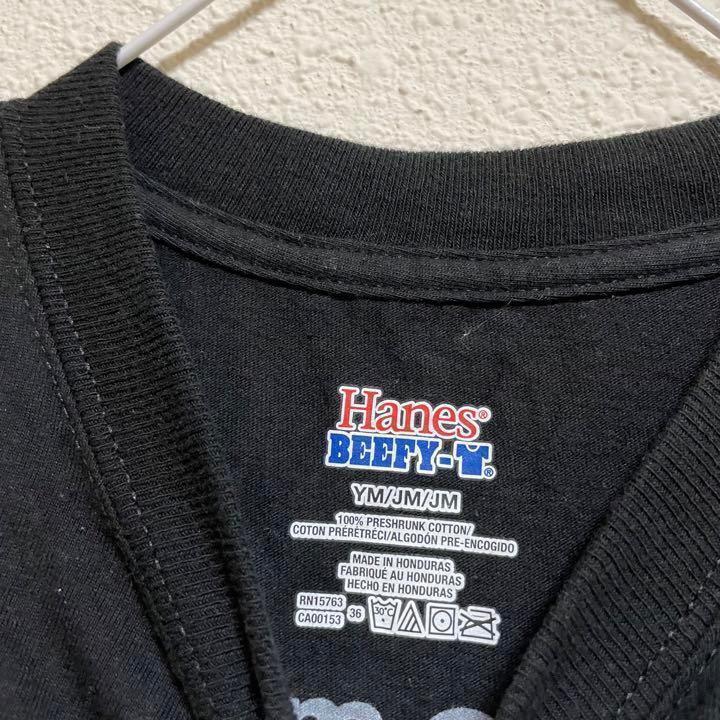 Hanes®
BEEFY-T®
YM/JM/JM
100% PRESHRUNK COTTON/
COTON PRÉRÉTRÉCI/ALGODÓN PRE-ENCOGIDO
MADE IN HONDURAS
FABRIQUÉ AU HONDURAS
HECHO EN HONDURAS
RN15763
CA00153
36
30°C